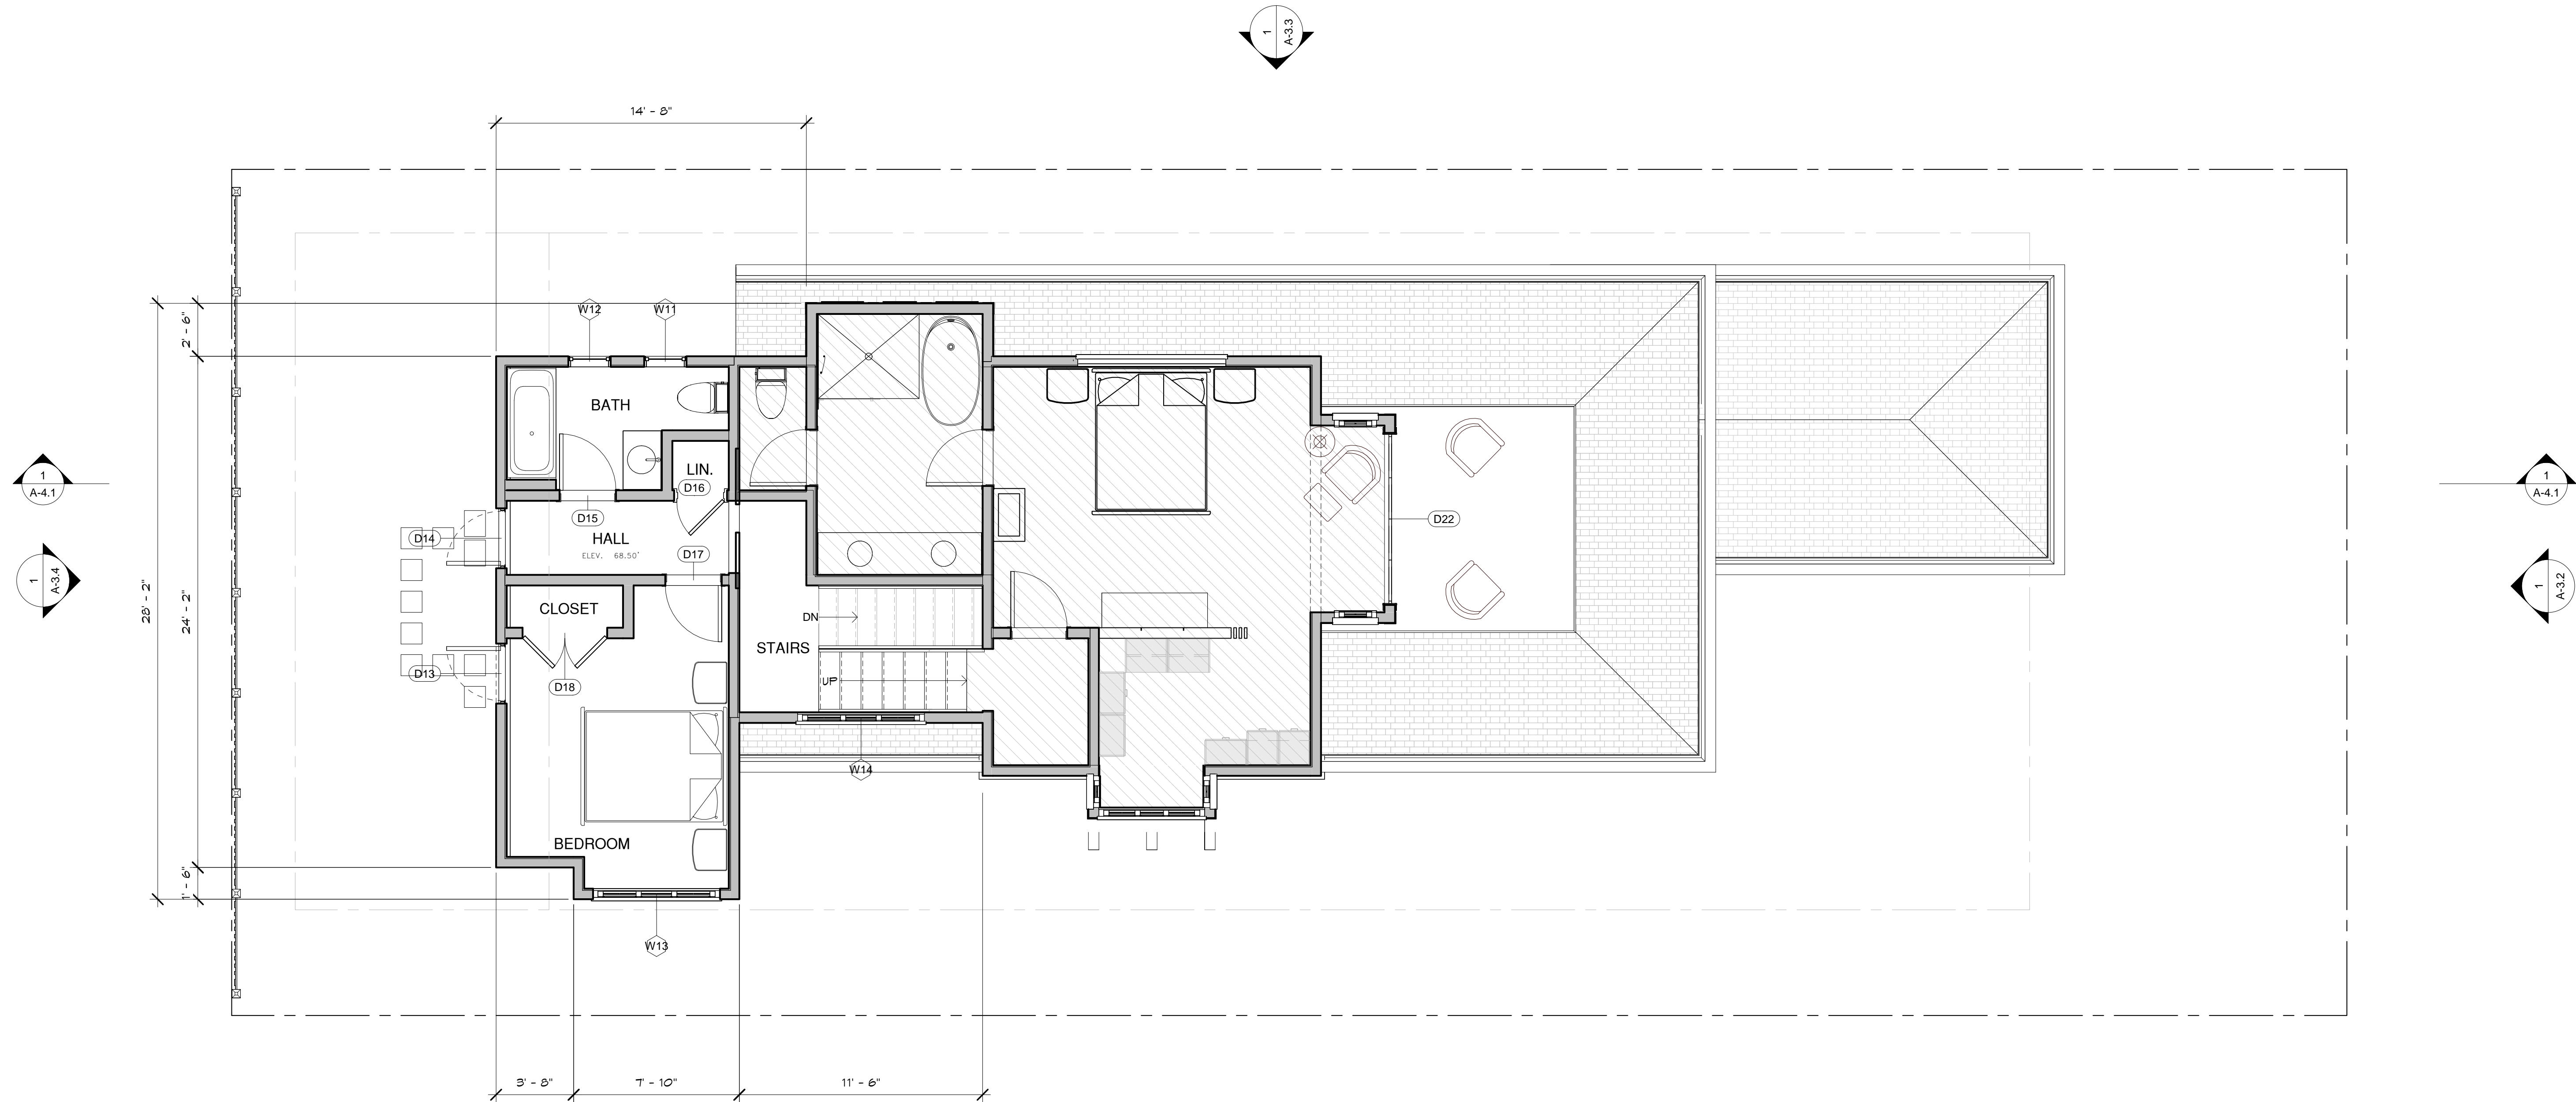 1
A-3.3
14' - 8"
W12
W11
2' - 6"
BATH
LIN.
D16
1
A-4.1
1
A-4.1
D15
D22
D14
HALL
ELEV. 68.50'
D17
1
A-3.4
1
A-3.2
28' - 2"
24' - 2"
CLOSET
DN
STAIRS
D13
D18
UP
W14
BEDROOM
1' - 6"
W13
3' - 8"
7' - 10"
11' - 6"